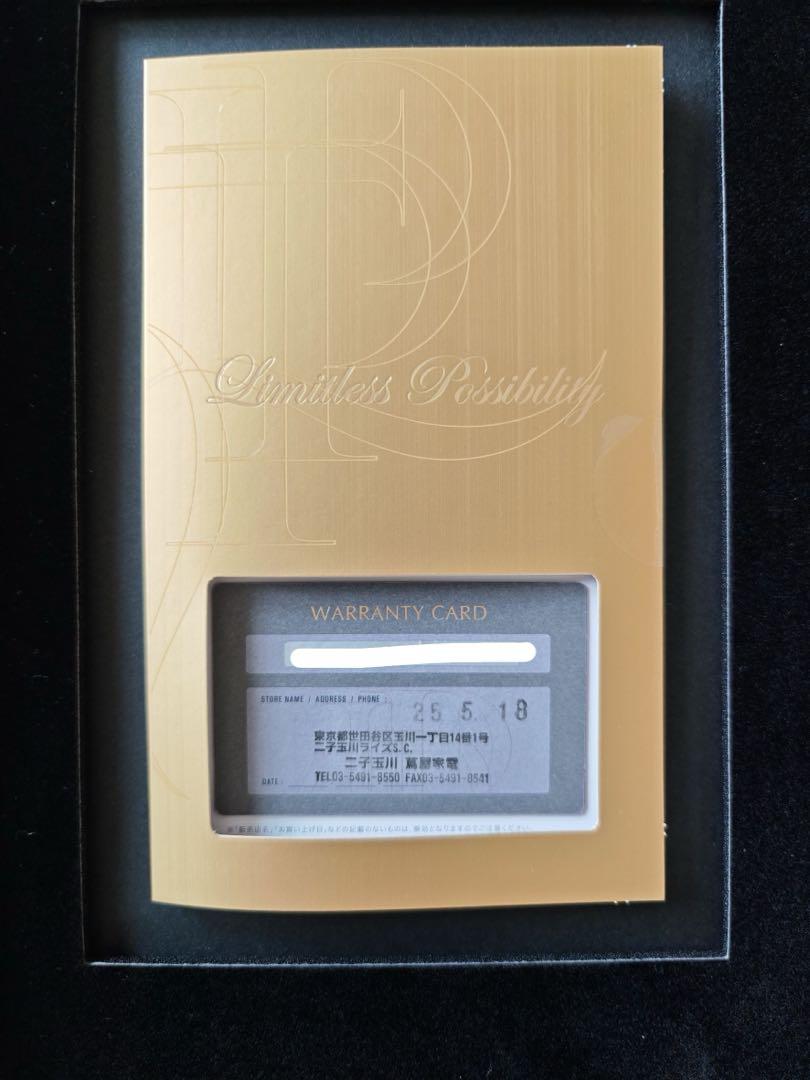 Limitless Possibility
WARRANTY CARD
STORE NAME / ADDRESS / PHONE :
25. 5. 18
東京都世田谷区玉川一丁目14番1号
二子玉川ライズS.C.
二子玉川 蔦屋家電
DATE : TEL03-5491-8550 FAX03-5491-8541